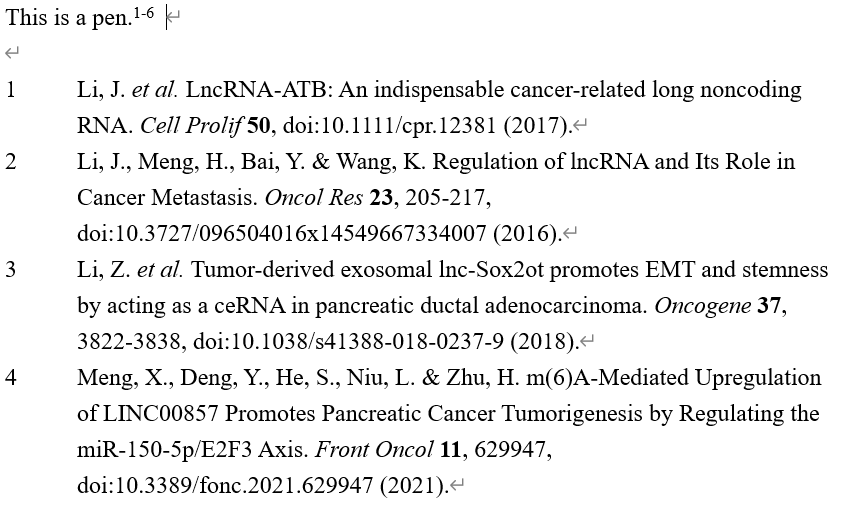 This is a pen.1-6
1 Li, J. et al. LncRNA-ATB: An indispensable cancer-related long noncoding
RNA. Cell Prolif 50, doi:10.1111/cpr.12381 (2017).
2 Li, J., Meng, H., Bai, Y. & Wang, K. Regulation of lncRNA and Its Role in
Cancer Metastasis. Oncol Res 23, 205-217,
doi:10.3727/096504016x14549667334007 (2016).
3 Li, Z. et al. Tumor-derived exosomal lnc-Sox2ot promotes EMT and stemness
by acting as a ceRNA in pancreatic ductal adenocarcinoma. Oncogene 37,
3822-3838, doi:10.1038/s41388-018-0237-9 (2018).
4 Meng, X., Deng, Y., He, S., Niu, L. & Zhu, H. m(6)A-Mediated Upregulation
of LINC00857 Promotes Pancreatic Cancer Tumorigenesis by Regulating the
miR-150-5p/E2F3 Axis. Front Oncol 11, 629947,
doi:10.3389/fonc.2021.629947 (2021).